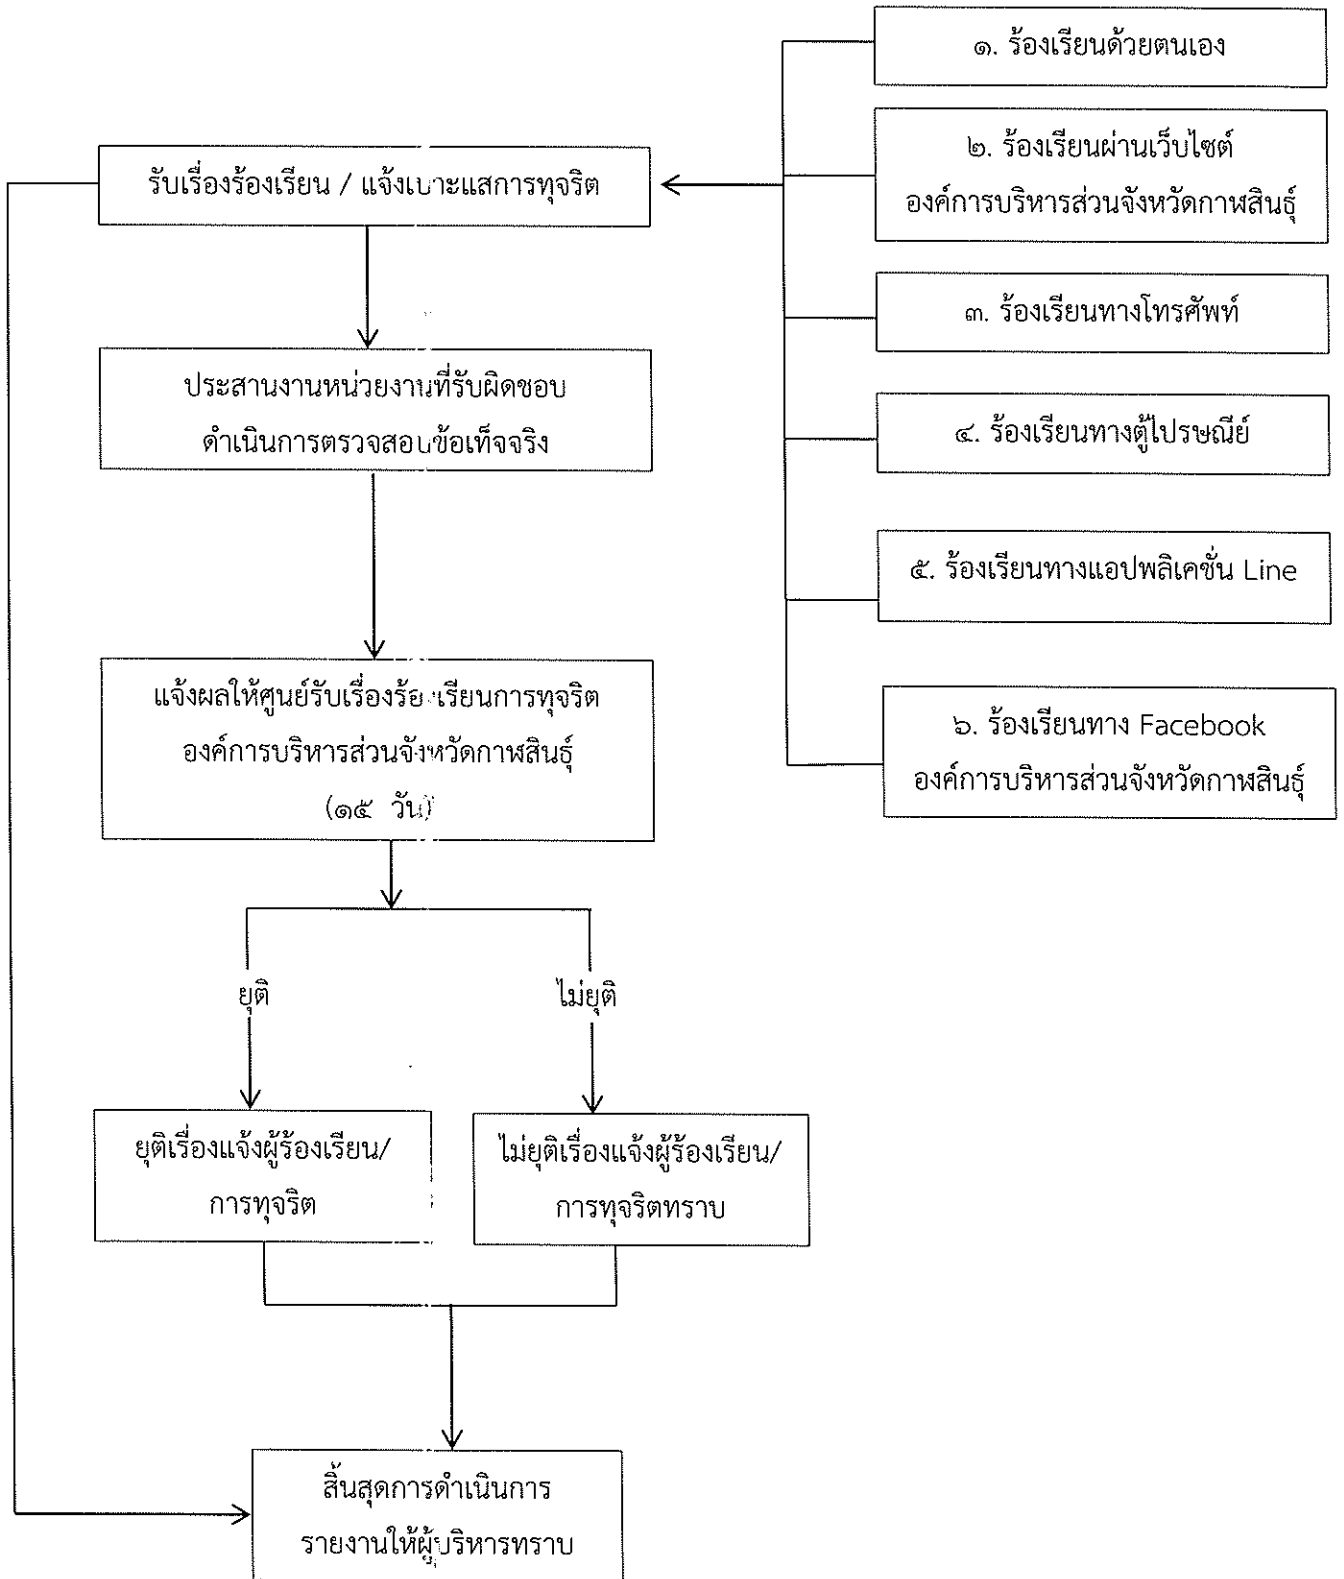 ๑. ร้องเรียนด้วยตนเอง
๒. ร้องเรียนผ่านเว็บไซต์
องค์การบริหารส่วนจังหวัดกาฬสินธุ์
๓. ร้องเรียนทางโทรศัพท์
๔. ร้องเรียนทางตู้ไปรษณีย์
๕. ร้องเรียนทางแอปพลิเคชั่น Line
๖. ร้องเรียนทาง Facebook
องค์การบริหารส่วนจังหวัดกาฬสินธุ์
รับเรื่องร้องเรียน / แจ้งเบาะแสการทุจริต
ประสานงานหน่วยงานที่รับผิดชอบ
ดำเนินการตรวจสอบข้อเท็จจริง
แจ้งผลให้ศูนย์รับเรื่องร้องเรียนการทุจริต
องค์การบริหารส่วนจังหวัดกาฬสินธุ์
(๑๕ วัน)
ยุติ
ไม่ยุติ
ยุติเรื่องแจ้งผู้ร้องเรียน/
การทุจริต
ไม่ยุติเรื่องแจ้งผู้ร้องเรียน/
การทุจริตทราบ
สิ้นสุดการดำเนินการ
รายงานให้ผู้บริหารทราบ